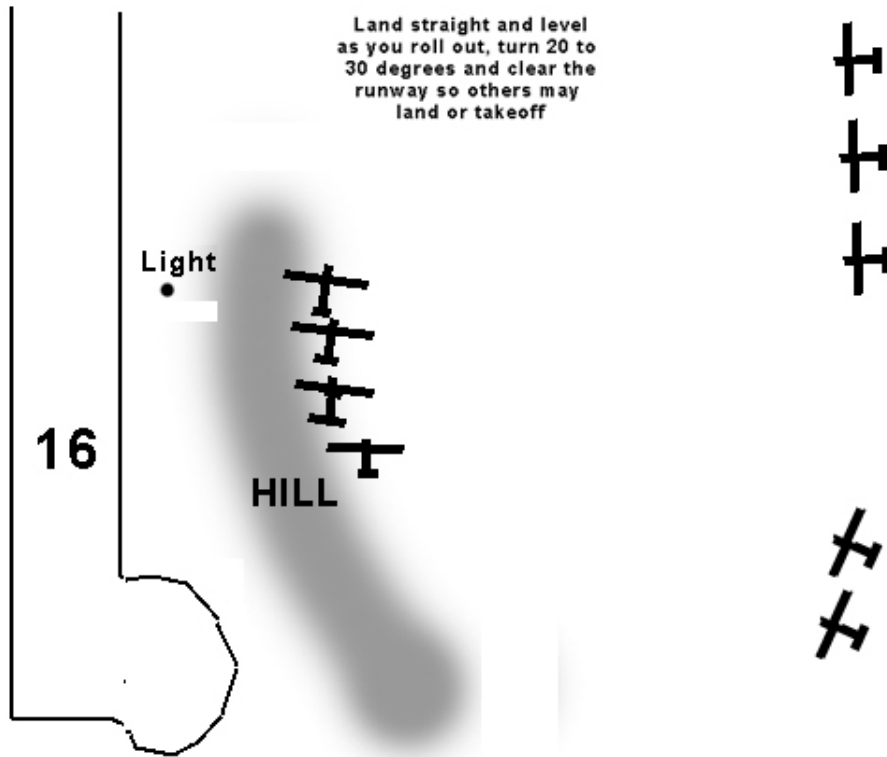 Land straight and level
as you roll out, turn 20 to
30 degrees and clear the
runway so others may
land or takeoff
Light
16
HILL